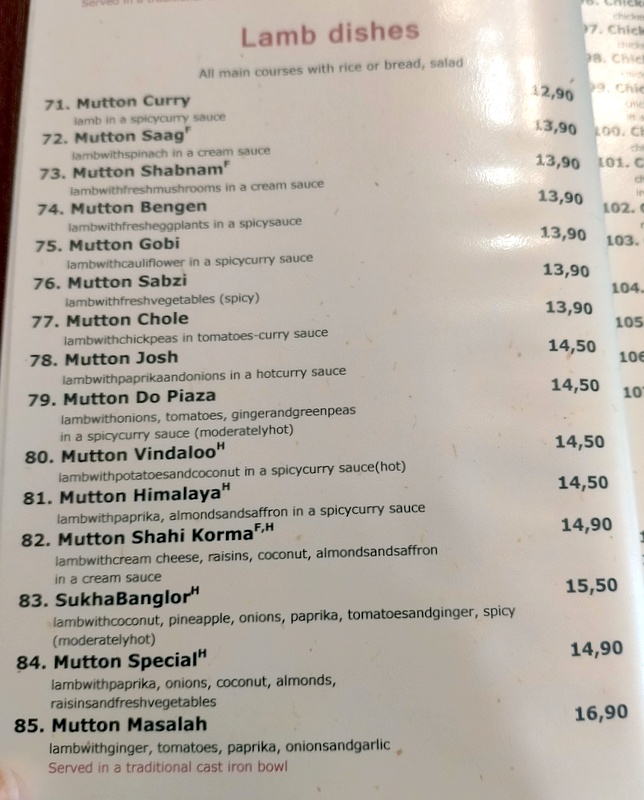 Lamb dishes
All main courses with rice or bread, salad
71. Mutton Curry 12,90
lamb in a spicycurry sauce
72. Mutton Saag^F 13,90
lambwithspinach in a cream sauce
73. Mutton Shabnam^F 13,90
lambwithfreshmushrooms in a cream sauce
74. Mutton Bengen 13,90
lambwithfresheggplants in a spicysauce
75. Mutton Gobi 13,90
lambwithcauliflower in a spicycurry sauce
76. Mutton Sabzi 13,90
lambwithfreshvegetables (spicy)
77. Mutton Chole 13,90
lambwithchickpeas in tomatoes-curry sauce
78. Mutton Josh 14,50
lambwithpaprikaandonions in a hotcurry sauce
79. Mutton Do Piaza 14,50
lambwithonions, tomatoes, gingerandgreenpeas
in a spicycurry sauce (moderatelyhot)
80. Mutton Vindaloo^H 14,50
lambwithpotatoesandcoconut in a spicycurry sauce(hot)
81. Mutton Himalaya^H 14,50
lambwithpaprika, almondsandsaffron in a spicycurry sauce
82. Mutton Shahi Korma^F,H 14,90
lambwithcream cheese, raisins, coconut, almondsandsaffron
in a cream sauce
83. SukhaBanglor^H 15,50
lambwithcoconut, pineapple, onions, paprika, tomatoesandginger, spicy
(moderatelyhot)
84. Mutton Special^H 14,90
lambwithpaprika, onions, coconut, almonds,
raisinsandfreshvegetables
85. Mutton Masalah 16,90
lambwithginger, tomatoes, paprika, onionsandgarlic
Served in a traditional cast iron bowl
100.
101.
102.
103.
104.
105
106